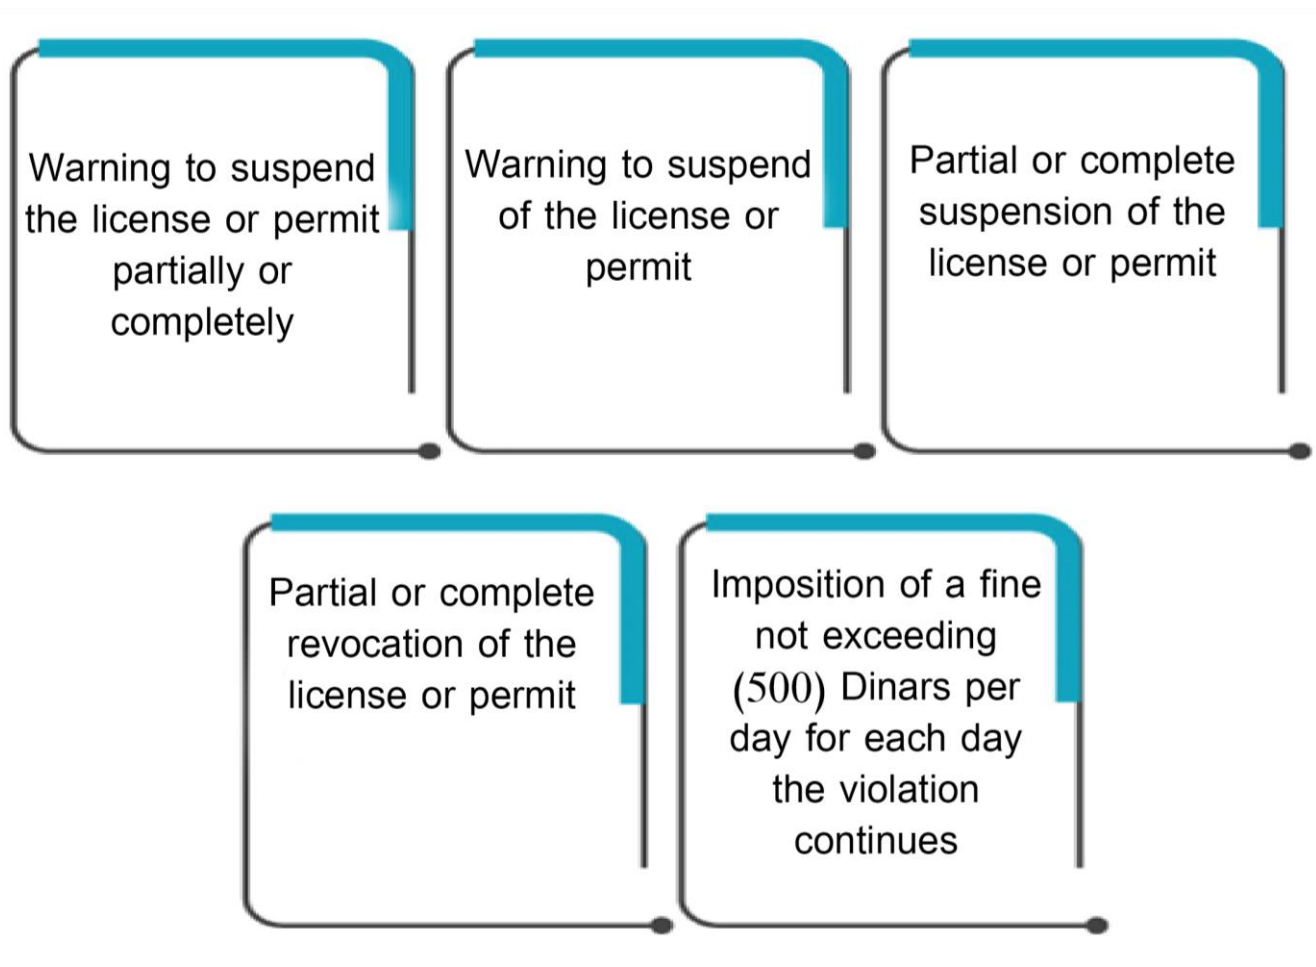 Warning to suspend
the license or permit
partially or
completely
Warning to suspend
of the license or
permit
Partial or complete
suspension of the
license or permit
Partial or complete
revocation of the
license or permit
Imposition of a fine
not exceeding
(500) Dinars per
day for each day
the violation
continues